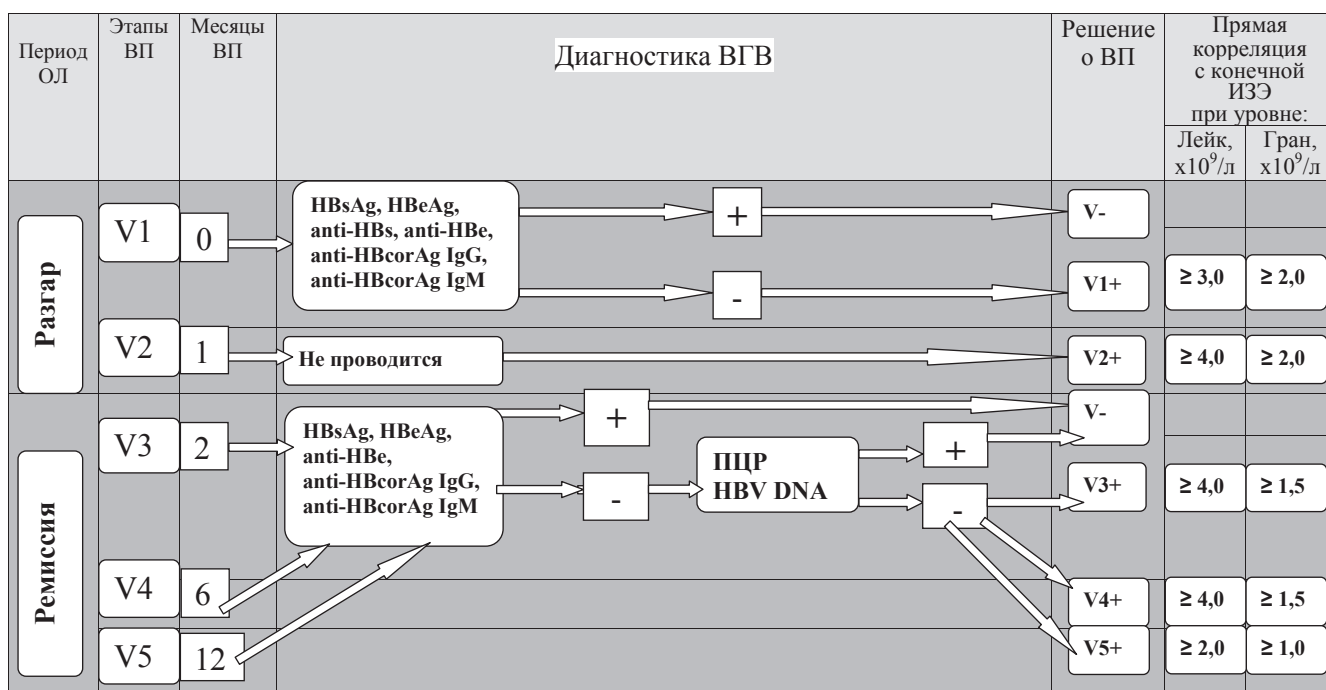 Период
ОЛ
Этапы
ВП
Месяцы
ВП
Диагностика ВГВ
Решение
о ВП
Прямая
корреляция
с конечной
ИЗЭ
при уровне:
Лейк,
х10⁹/л
Гран,
х10⁹/л
Разгар
V1
0
HBsAg, HBeAg,
anti-HBs, anti-HBe,
anti-HBcorAg IgG,
anti-HBcorAg IgM
+
V-
-
V1+
≥ 3,0
≥ 2,0
V2
1
Не проводится
V2+
≥ 4,0
≥ 2,0
Ремиссия
V3
2
HBsAg, HBeAg,
anti-HBe,
anti-HBcorAg IgG,
anti-HBcorAg IgM
+
V-
-
ПЦР
HBV DNA
+
-
V3+
≥ 4,0
≥ 1,5
V4
6
V4+
≥ 4,0
≥ 1,5
V5
12
V5+
≥ 2,0
≥ 1,0